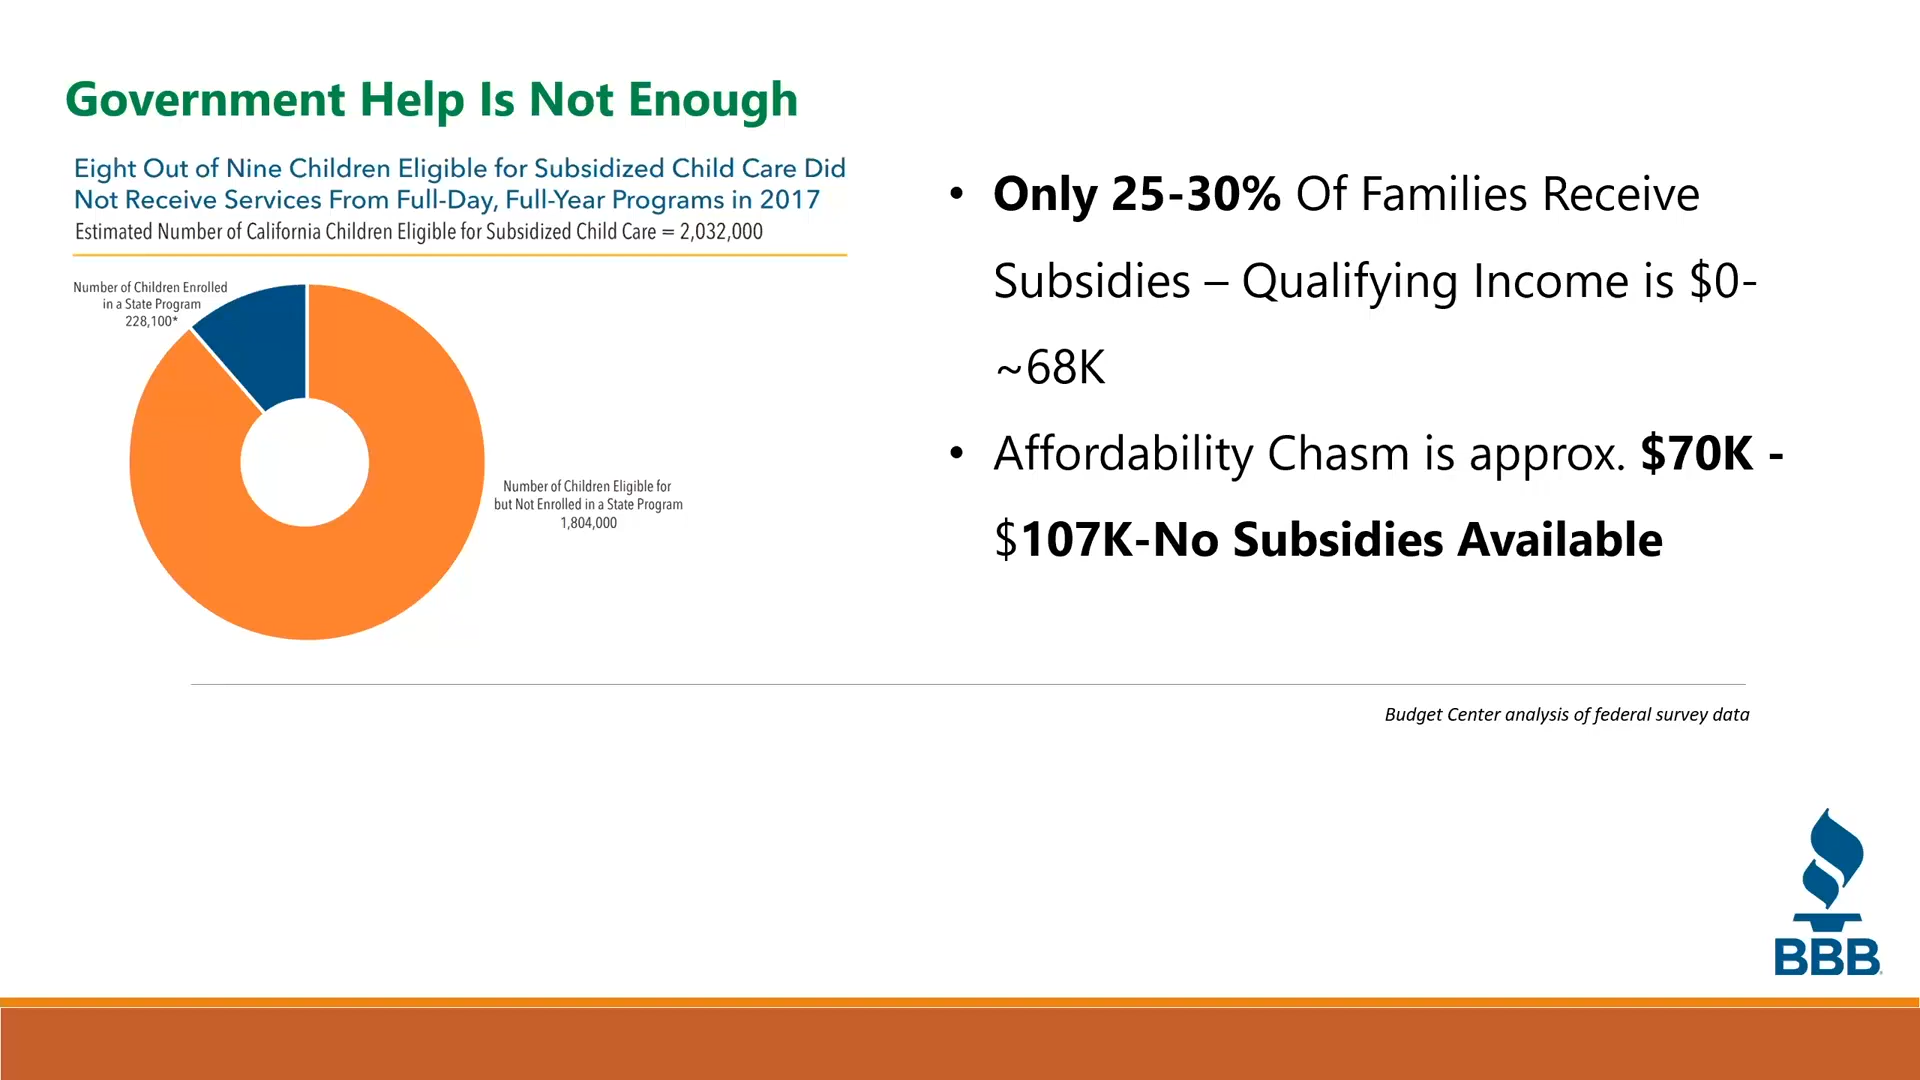 Government Help Is Not Enough
Eight Out of Nine Children Eligible for Subsidized Child Care Did
Not Receive Services From Full-Day, Full-Year Programs in 2017
Estimated Number of California Children Eligible for Subsidized Child Care = 2,032,000
Number of Children Enrolled
in a State Program
228,100*
Number of Children Eligible for
but Not Enrolled in a State Program
1,804,000
• Only 25-30% Of Families Receive
Subsidies – Qualifying Income is $0-
~68K
• Affordability Chasm is approx. $70K -
$107K-No Subsidies Available
Budget Center analysis of federal survey data
BBB